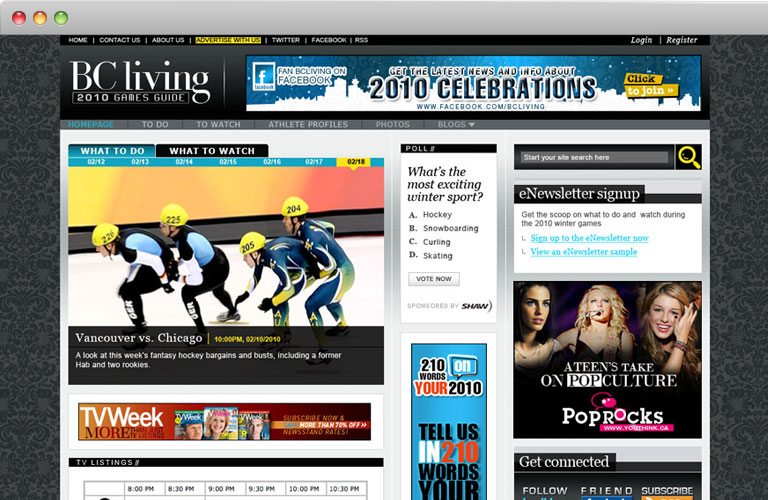 HOME | CONTACT US | ABOUT US | ADVERTISE WITH US | TWITTER | FACEBOOK | RSS
Login | Register
BC living
2010 GAMES GUIDE
f
facebook
FAN BCLIVING ON
FACEBOOK
GET THE LATEST NEWS AND INFO ABOUT
2010 CELEBRATIONS
WWW.FACEBOOK.COM/BCLIVING
Click
to join »
HOMEPAGE | TO DO | TO WATCH | ATHLETE PROFILES | PHOTOS | BLOGS
WHAT TO DO
WHAT TO WATCH
02/12 02/13 02/14 02/15 02/16 02/17 02/18
226
225
205
204
GER
Vancouver vs. Chicago | 10:00PM, 02/10/2010
A look at this week's fantasy hockey bargains and busts, including a former
Hab and two rookies.
TVWeek
MORE THAN JUST
TV LISTINGS
TVWeek
SUBSCRIBE NOW &
SAVE MORE THAN 70% OFF »
NEWSSTAND RATES!
TV LISTINGS //
8:00 PM 8:30 PM 9:00 PM 9:30 PM 10:00 PM 10:30 PM
POLL //
What's the
most exciting
winter sport?
A. Hockey
B. Snowboarding
C. Curling
D. Skating
VOTE NOW
SPONSORED BY SHAW
210
WORDS
on
YOUR 2010
TELL US
IN 210
WORDS
YOUR
Start your site search here
eNewsletter signup
Get the scoop on what to do and watch during
the 2010 winter games
Sign up to the eNewsletter now
View an eNewsletter sample
A TEEN'S TAKE
ON POP CULTURE
POPROCKS
WWW.YOUTHINK.CA
Get connected
FOLLOW FRIEND SUBSCRIBE